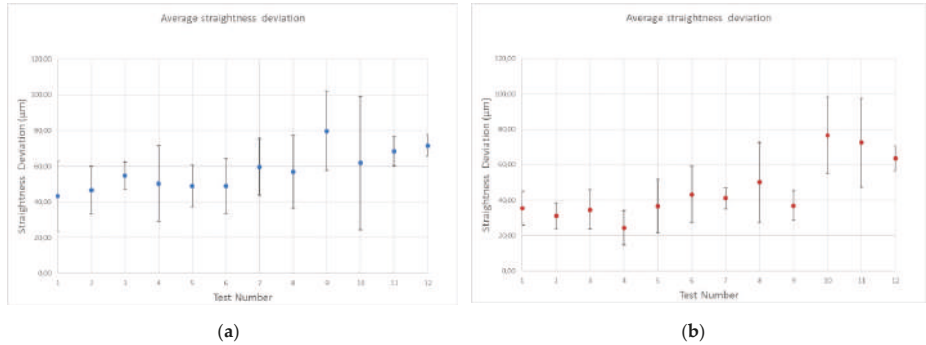 Average straightness deviation
Straightness Deviation (µm)
120,00
100,00
80,00
60,00
40,00
20,00
0,00
1 2 3 4 5 6 7 8 9 10 11 12
Test Number
(a)
Average straightness deviation
Straightness Deviation (µm)
120,00
100,00
80,00
60,00
40,00
20,00
0,00
1 2 3 4 5 6 7 8 9 10 11 12
Test Number
(b)